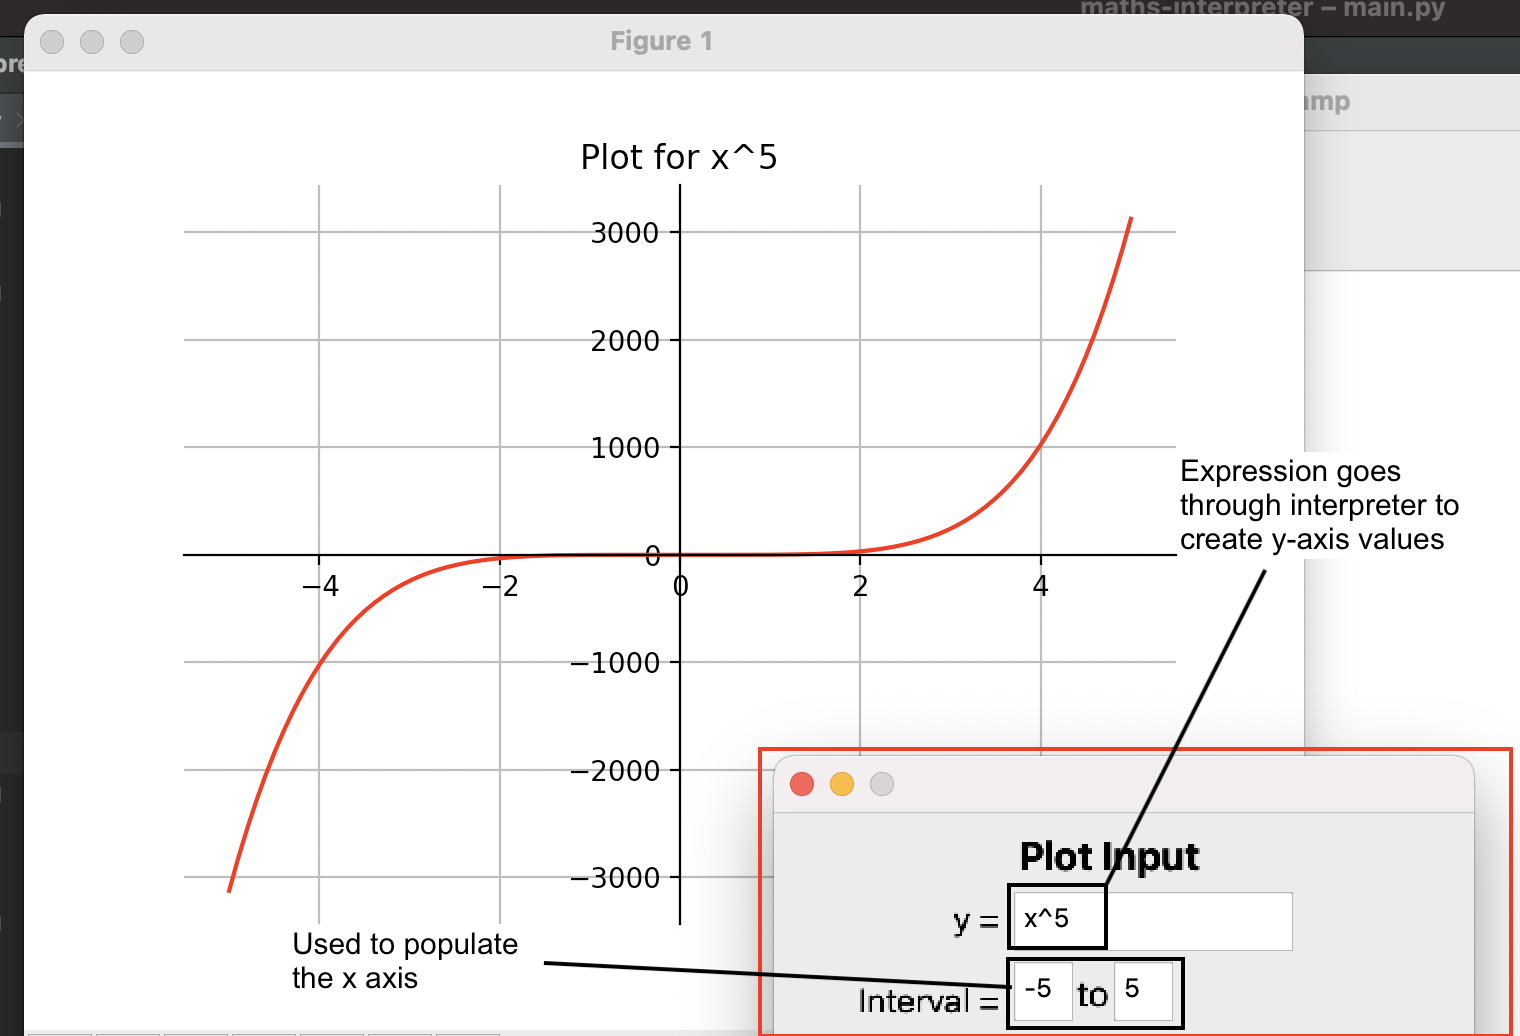 maths-interpreter – main.py
Figure 1
Plot for x^5
3000
2000
1000
0
−4
−2
0
2
4
−1000
−2000
−3000
Expression goes
through interpreter to
create y-axis values
Used to populate
the x axis
Plot Input
y = x^5
Interval = -5 to 5